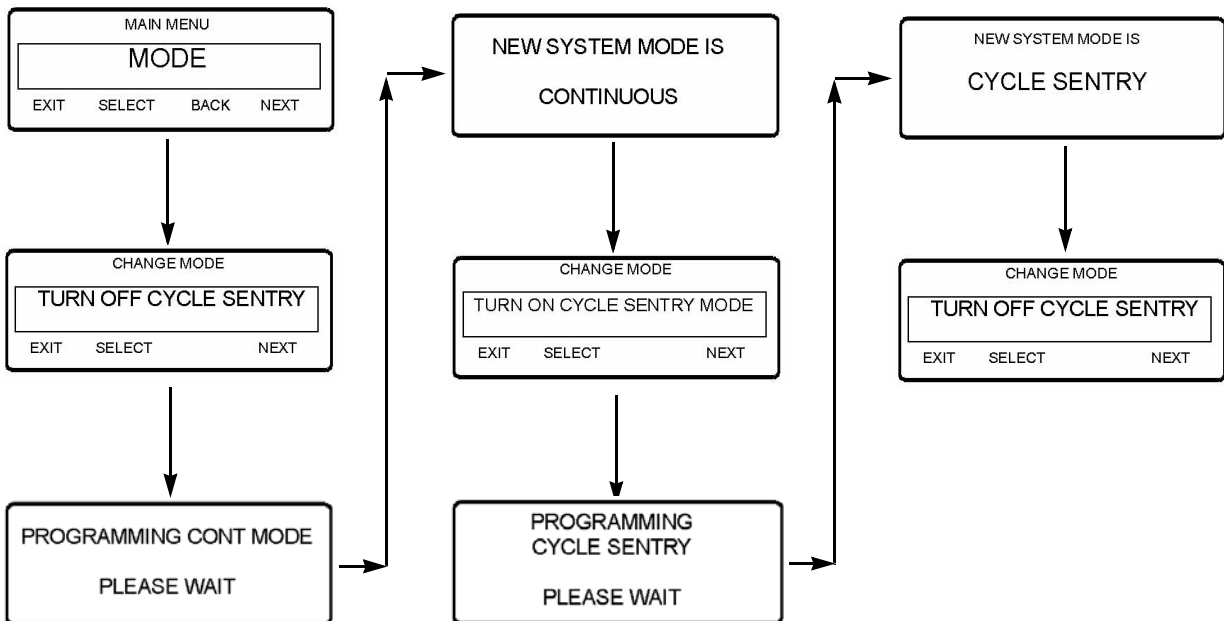 MAIN MENU
MODE
EXIT SELECT BACK NEXT
CHANGE MODE
TURN OFF CYCLE SENTRY
EXIT SELECT NEXT
PROGRAMMING CONT MODE
PLEASE WAIT
NEW SYSTEM MODE IS
CONTINUOUS
CHANGE MODE
TURN ON CYCLE SENTRY MODE
EXIT SELECT NEXT
PROGRAMMING
CYCLE SENTRY
PLEASE WAIT
NEW SYSTEM MODE IS
CYCLE SENTRY
CHANGE MODE
TURN OFF CYCLE SENTRY
EXIT SELECT NEXT